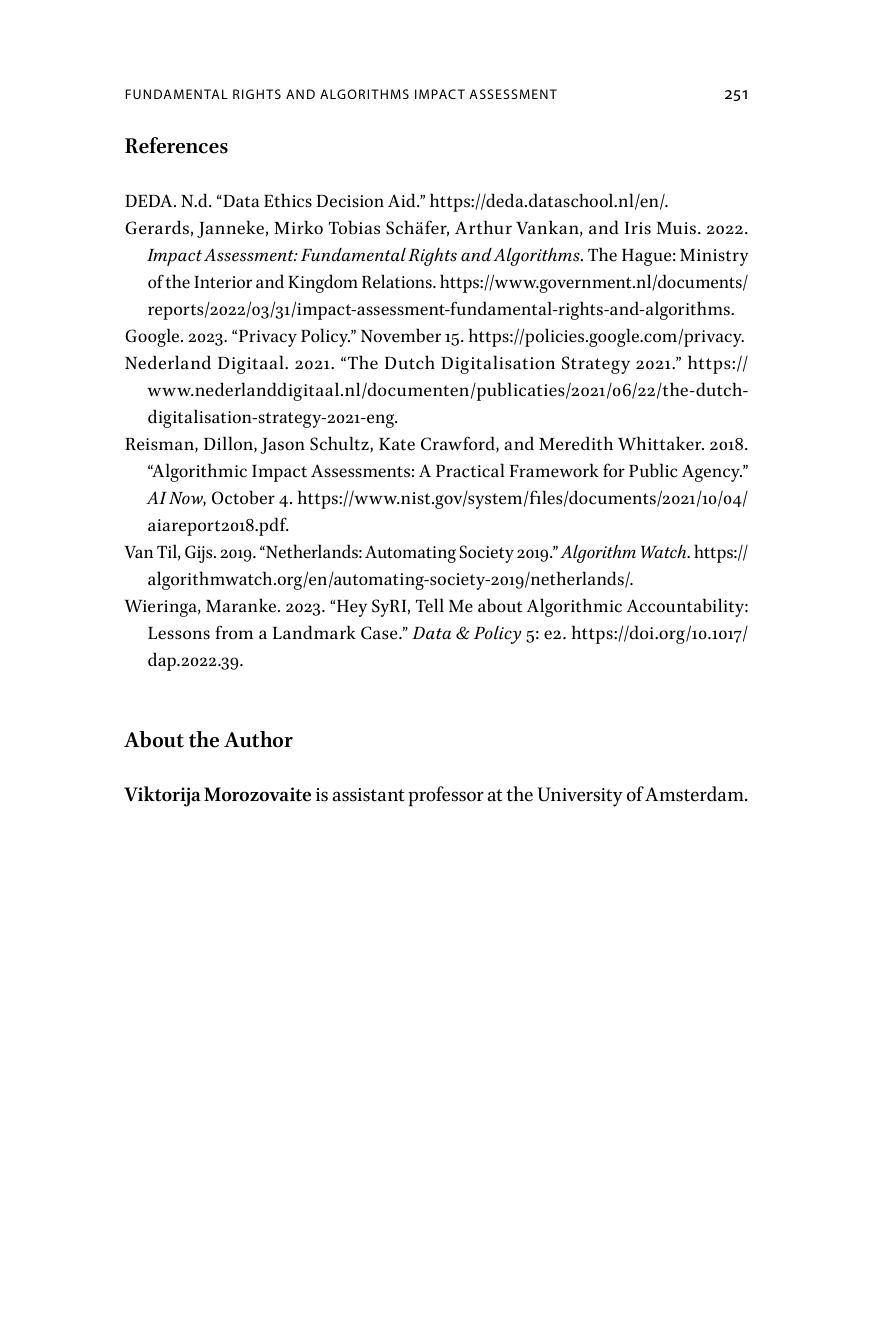 FUNDAMENTAL RIGHTS AND ALGORITHMS IMPACT ASSESSMENT 251
References
DEDA. N.d. “Data Ethics Decision Aid.” https://deda.dataschool.nl/en/.
Gerards, Janneke, Mirko Tobias Schäfer, Arthur Vankan, and Iris Muis. 2022.
Impact Assessment: Fundamental Rights and Algorithms. The Hague: Ministry
of the Interior and Kingdom Relations. https://www.government.nl/documents/
reports/2022/03/31/impact-assessment-fundamental-rights-and-algorithms.
Google. 2023. “Privacy Policy.” November 15. https://policies.google.com/privacy.
Nederland Digitaal. 2021. “The Dutch Digitalisation Strategy 2021.” https://
www.nederlanddigitaal.nl/documenten/publicaties/2021/06/22/the-dutch-
digitalisation-strategy-2021-eng.
Reisman, Dillon, Jason Schultz, Kate Crawford, and Meredith Whittaker. 2018.
“Algorithmic Impact Assessments: A Practical Framework for Public Agency.”
AI Now, October 4. https://www.nist.gov/system/files/documents/2021/10/04/
aiareport2018.pdf.
Van Til, Gijs. 2019. “Netherlands: Automating Society 2019.” Algorithm Watch. https://
algorithmwatch.org/en/automating-society-2019/netherlands/.
Wieringa, Maranke. 2023. “Hey SyRI, Tell Me about Algorithmic Accountability:
Lessons from a Landmark Case.” Data & Policy 5: e2. https://doi.org/10.1017/
dap.2022.39.
About the Author
Viktorija Morozovaite is assistant professor at the University of Amsterdam.